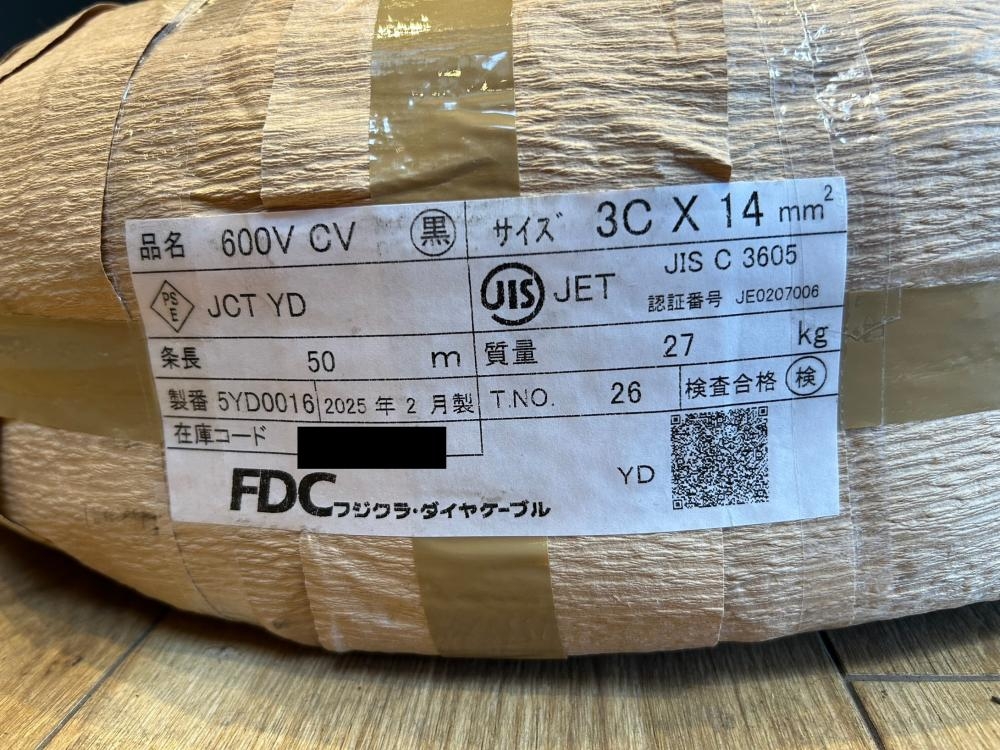 品名 600V CV 黒 サイズ 3C X 14 mm²
PSE JCT YD JIS JET JIS C 3605
認証番号 JE0207006
条長 50 m 質量 27 kg
製番 5YD0016 2025 年 2 月製 T.NO. 26 検査合格 検
在庫コード
FDC フジクラ・ダイヤケーブル YD